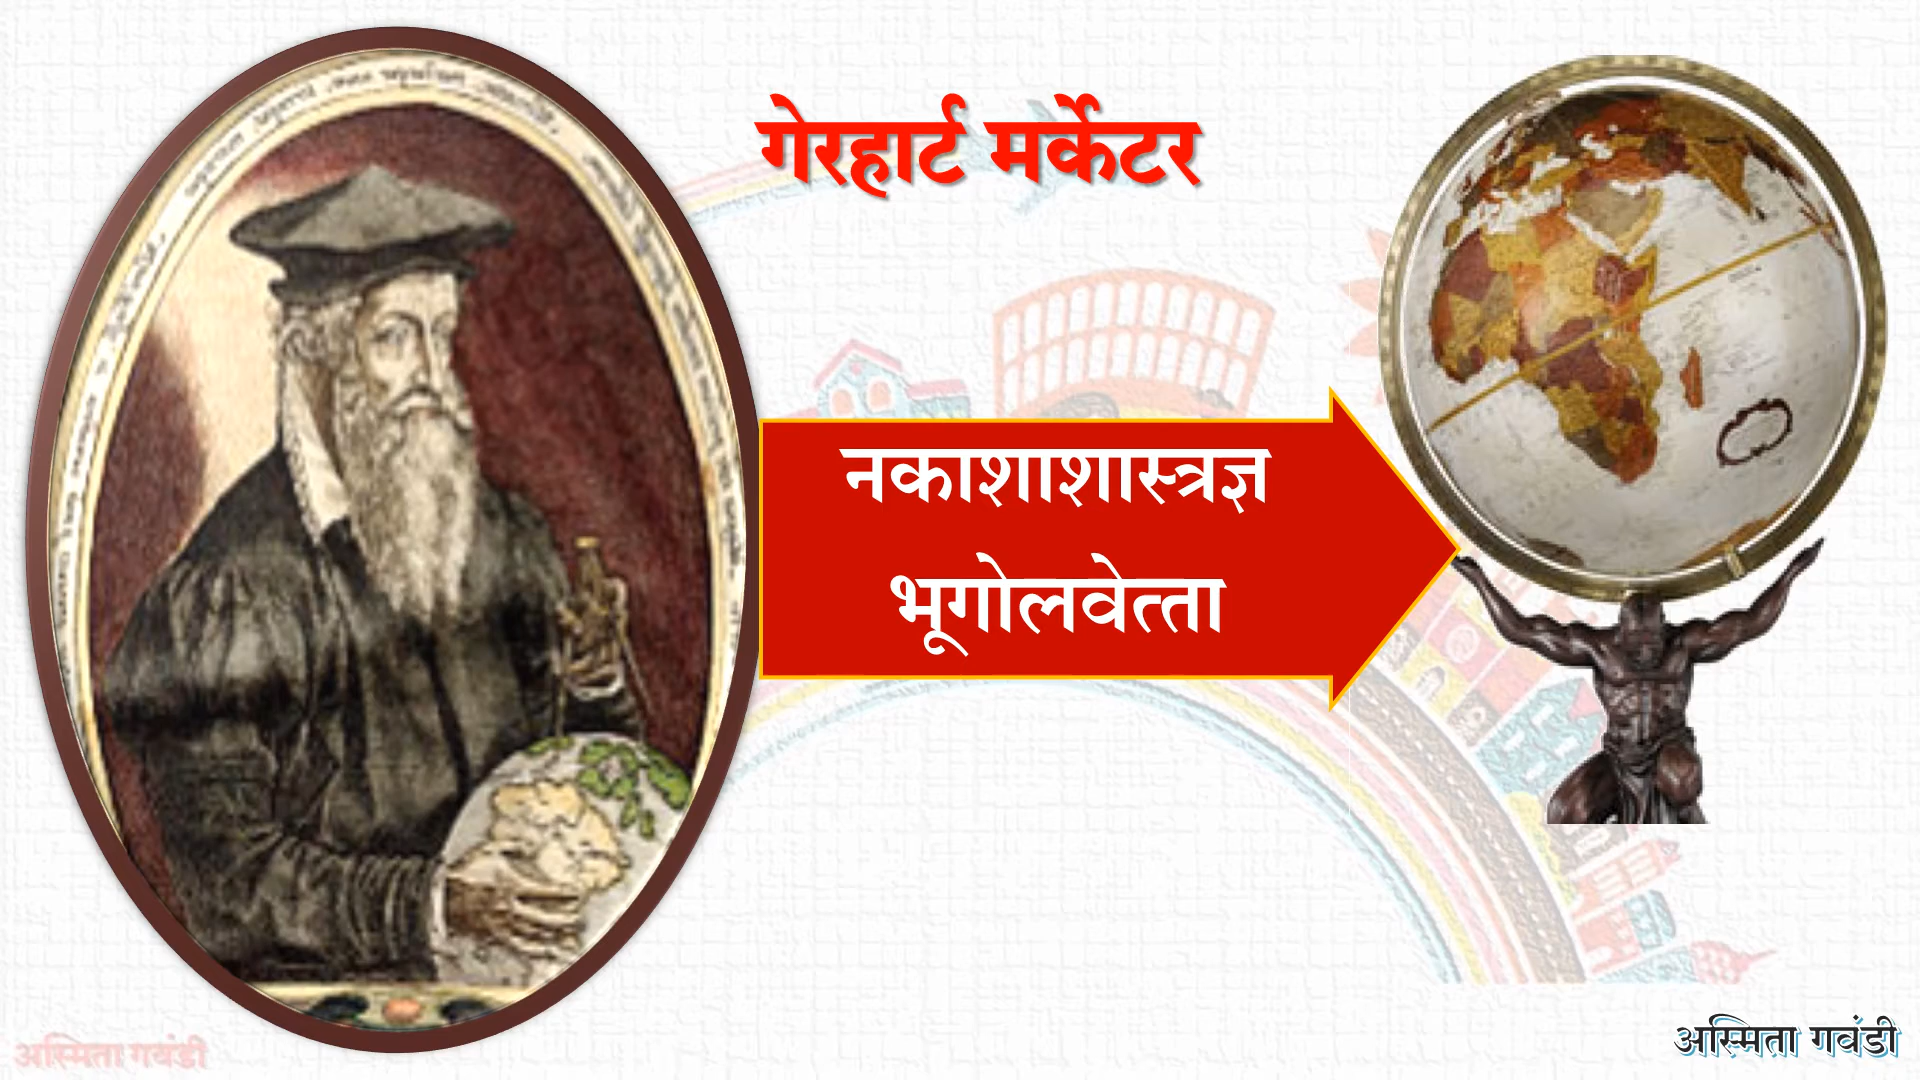 गेरहार्ट मर्केटर
नकाशाशास्त्रज्ञ
भूगोलवेत्ता
अस्मिता गवंडी
अस्मिता गवंडी